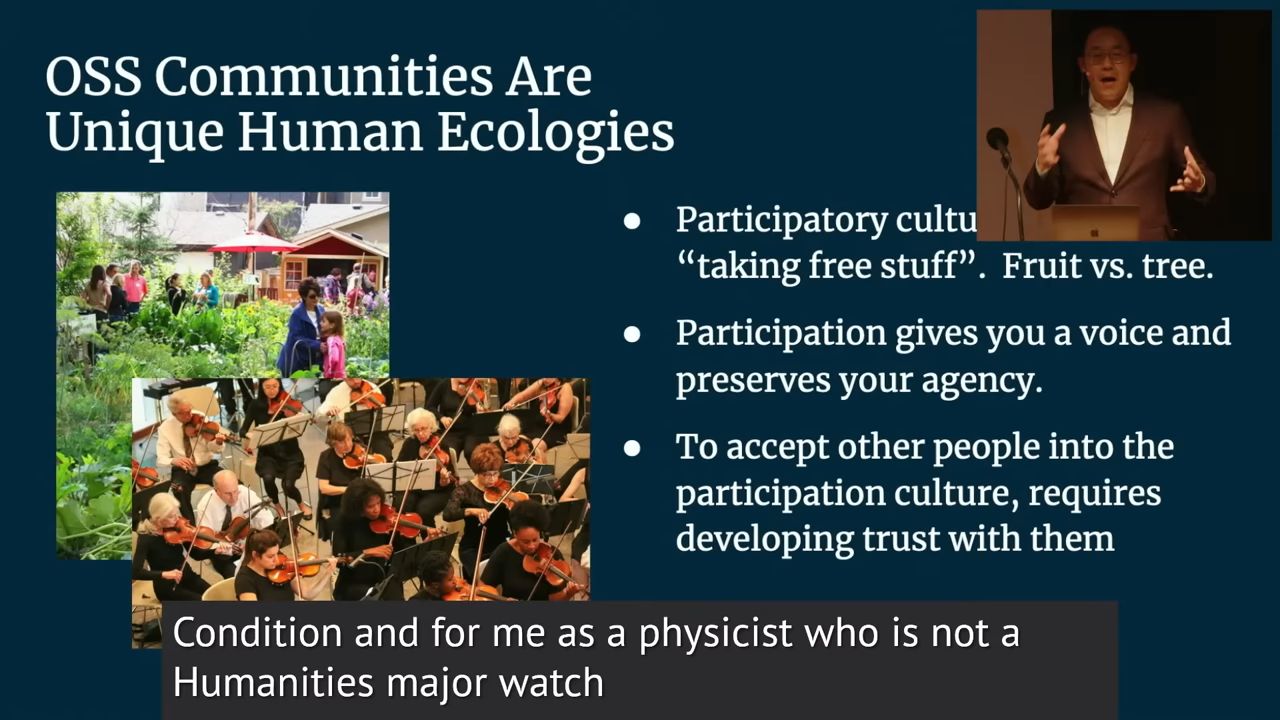 OSS Communities Are
Unique Human Ecologies
● Participatory cultu
“taking free stuff”. Fruit vs. tree.
● Participation gives you a voice and
preserves your agency.
● To accept other people into the
participation culture, requires
developing trust with them
Condition and for me as a physicist who is not a
Humanities major watch